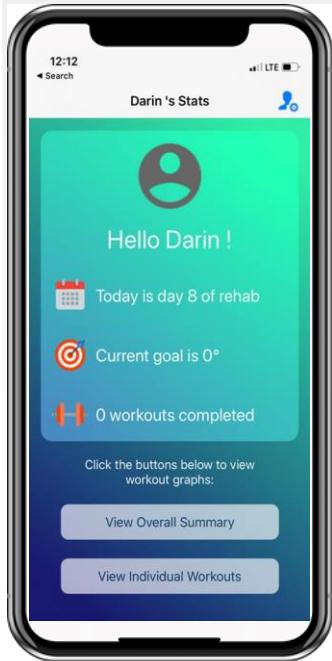 12:12
LTE
◄ Search
Darin 's Stats
Hello Darin !
Today is day 8 of rehab
Current goal is 0°
0 workouts completed
Click the buttons below to view
workout graphs:
View Overall Summary
View Individual Workouts